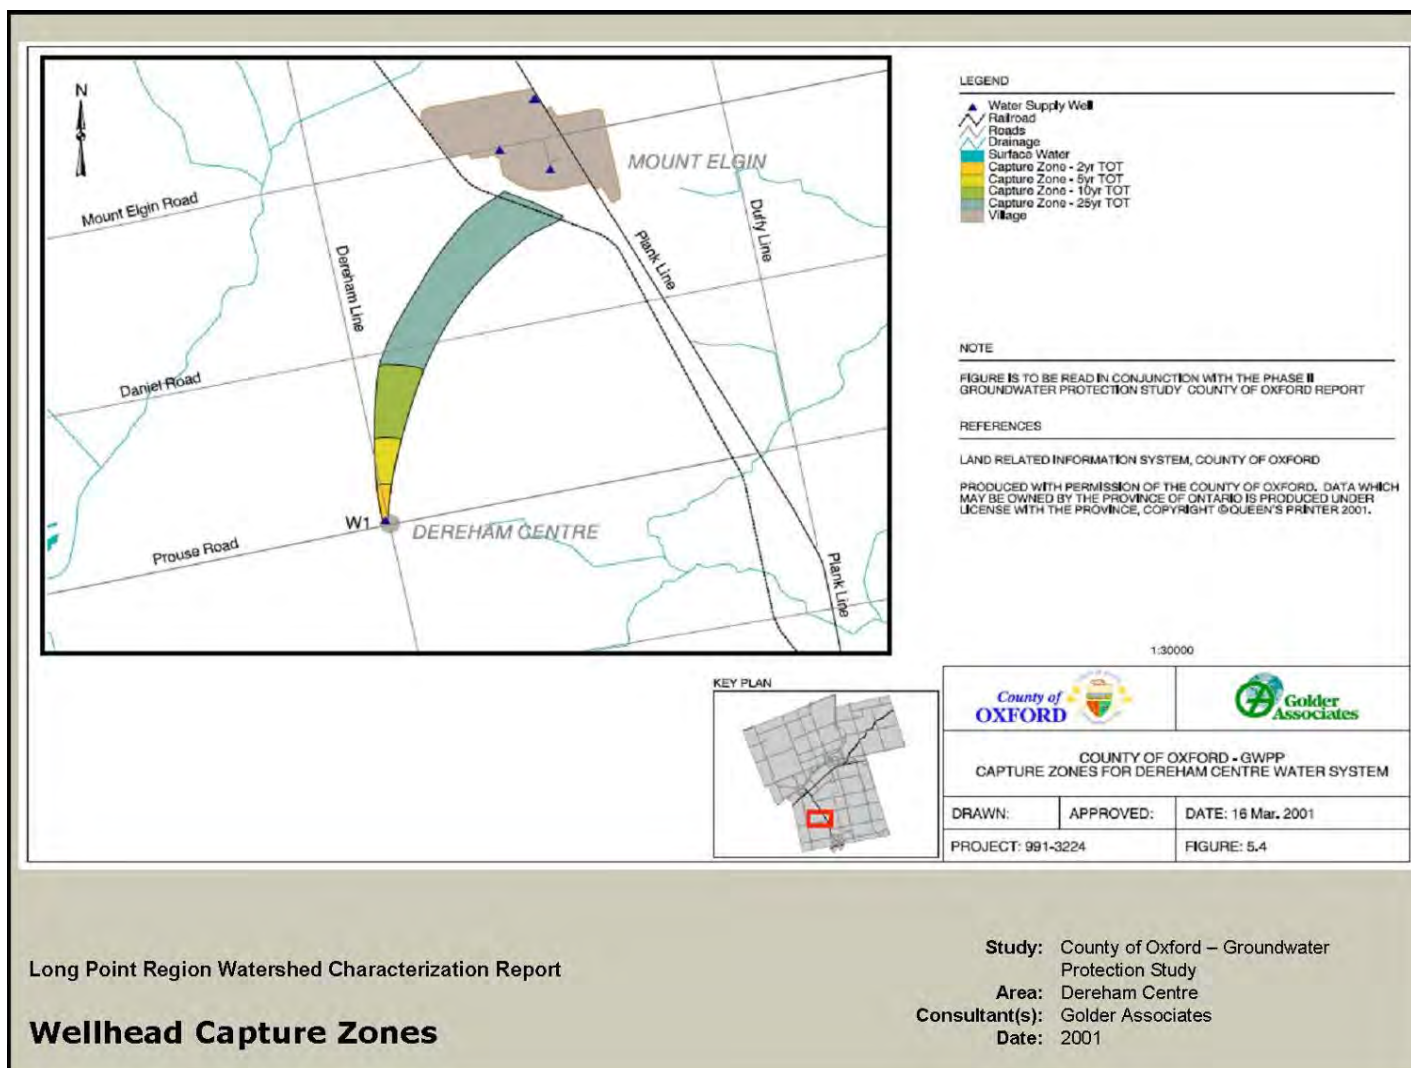 N
MOUNT ELGIN
Mount Elgin Road
Dereham Line
Plank Line
Duffy Line
Daniel Road
W1
DEREHAM CENTRE
Prouse Road
Plank Line
LEGEND
Water Supply Well
Railroad
Roads
Drainage
Surface Water
Capture Zone - 2yr TOT
Capture Zone - 5yr TOT
Capture Zone - 10yr TOT
Capture Zone - 25yr TOT
Village
NOTE
FIGURE IS TO BE READ IN CONJUNCTION WITH THE PHASE II
GROUNDWATER PROTECTION STUDY COUNTY OF OXFORD REPORT
REFERENCES
LAND RELATED INFORMATION SYSTEM, COUNTY OF OXFORD
PRODUCED WITH PERMISSION OF THE COUNTY OF OXFORD. DATA WHICH
MAY BE OWNED BY THE PROVINCE OF ONTARIO IS PRODUCED UNDER
LICENSE WITH THE PROVINCE, COPYRIGHT ©QUEEN'S PRINTER 2001.
1:30000
KEY PLAN
County of
OXFORD
Golder
Associates
COUNTY OF OXFORD - GWPP
CAPTURE ZONES FOR DEREHAM CENTRE WATER SYSTEM
DRAWN:
APPROVED:
DATE: 16 Mar. 2001
PROJECT: 991-3224
FIGURE: 5.4
Long Point Region Watershed Characterization Report
Wellhead Capture Zones
Study: County of Oxford – Groundwater
Protection Study
Area: Dereham Centre
Consultant(s): Golder Associates
Date: 2001